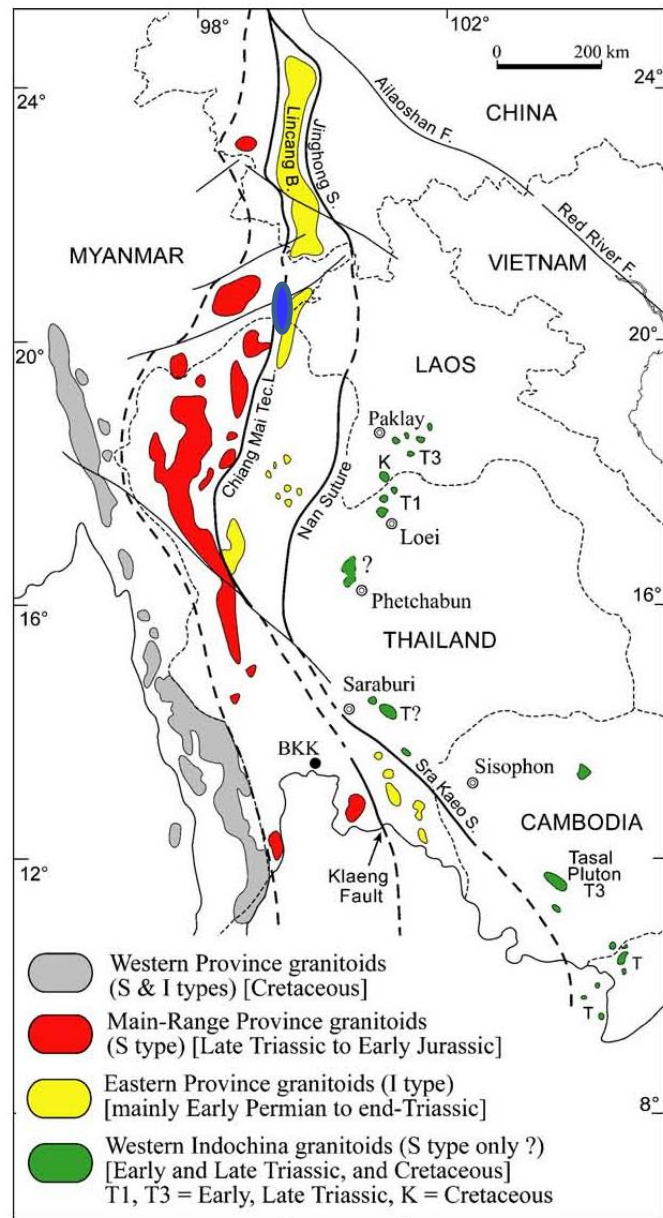 98°
102°
0
200 km
24°
24°
Ailaoshan F.
CHINA
Lincang B.
Jinghong S.
MYANMAR
Red River F.
VIETNAM
20°
20°
LAOS
Chiang Mai Tec.L.
Paklay
T3
K
Nan Suture
T1
Loei
?
16°
Phetchabun
16°
THAILAND
Saraburi
T?
BKK
Sra Kaeo S.
Sisophon
CAMBODIA
12°
12°
Klaeng
Fault
Tasal
Pluton
T3
T
T
Western Province granitoids
(S & I types) [Cretaceous]
Main-Range Province granitoids
(S type) [Late Triassic to Early Jurassic]
Eastern Province granitoids (I type)
[mainly Early Permian to end-Triassic]
8°
Western Indochina granitoids (S type only ?)
[Early and Late Triassic, and Cretaceous]
T1, T3 = Early, Late Triassic, K = Cretaceous